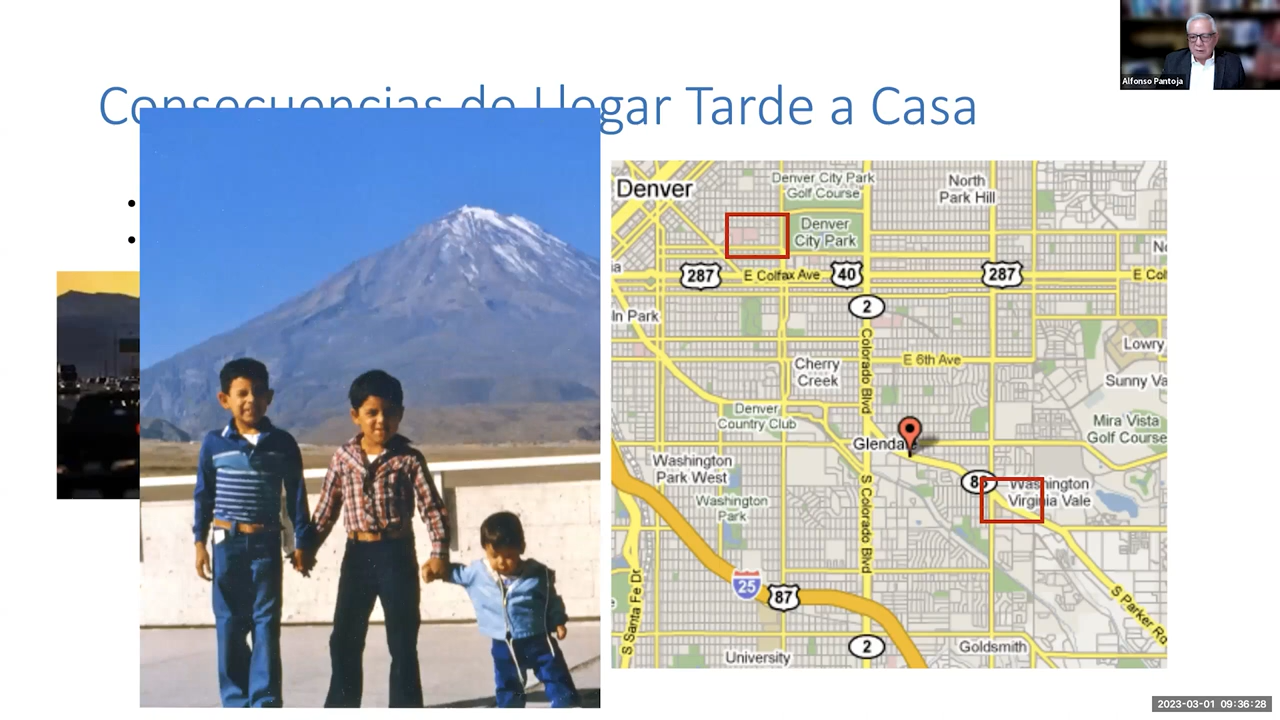 Alfonso Pantoja
Consecuencias de Llegar Tarde a Casa
•
•
Denver
Denver City Park
Golf Course
North
Park Hill
Denver
City Park
287
E Colfax Ave
40
287
E Col
2
ln Park
Colorado Blvd
E 6th Ave
Lowry
Cherry
Creek
Sunny Va
Denver
Country Club
Mira Vista
Golf Course
Glendale
Washington
Park West
Washington
Virginia Vale
Washington
Park
S Colorado Blvd
25
87
S Santa Fe Dr
S Parker Rd
2
Goldsmith
University
2023-03-01 09:36:28